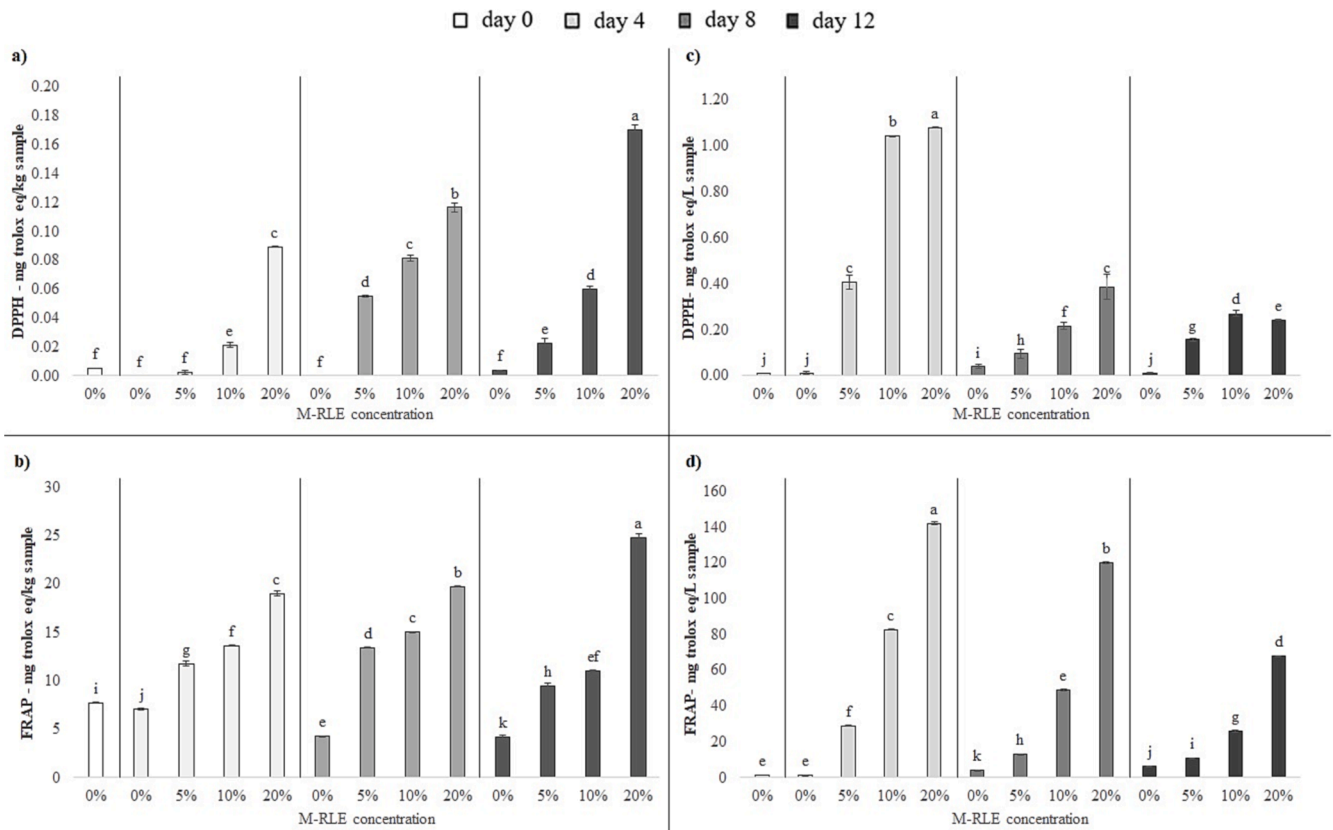 day 0 day 4 day 8 day 12
a)
DPPH - mg trolox eq/kg sample
0.20
0.18
0.16
0.14
0.12
0.10
0.08
0.06
0.04
0.02
0.00
f f f e c f d c b f e d a
0% 0% 5% 10% 20% 0% 5% 10% 20% 0% 5% 10% 20%
M-RLE concentration
c)
DPPH- mg trolox eq/L sample
1.20
1.00
0.80
0.60
0.40
0.20
0.00
j j c b a i h f c j g d e
0% 0% 5% 10% 20% 0% 5% 10% 20% 0% 5% 10% 20%
M-RLE concentration
b)
FRAP - mg trolox eq/kg sample
30
25
20
15
10
5
0
i j g f c e d c b k h ef a
0% 0% 5% 10% 20% 0% 5% 10% 20% 0% 5% 10% 20%
M-RLE concentration
d)
FRAP- mg trolox eq/L sample
160
140
120
100
80
60
40
20
0
e e f c a k h e b j i g d
0% 0% 5% 10% 20% 0% 5% 10% 20% 0% 5% 10% 20%
M-RLE concentration